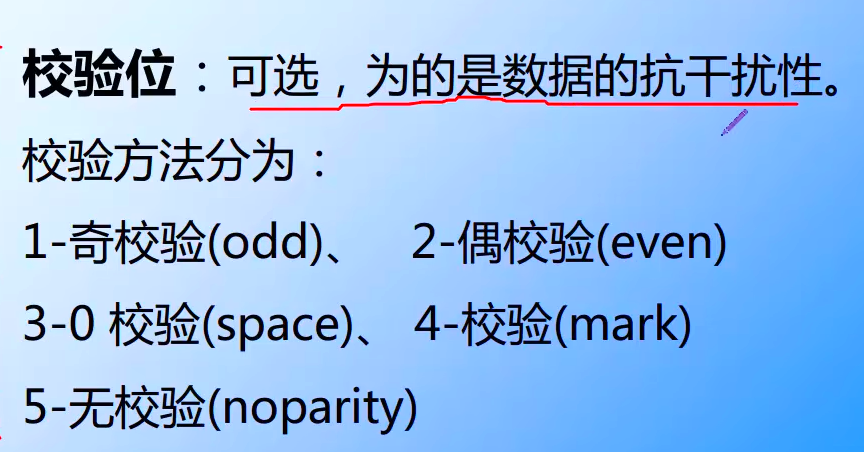 校验位：可选，为的是数据的抗干扰性。
校验方法分为：
1-奇校验(odd)、 2-偶校验(even)
3-0 校验(space)、 4-校验(mark)
5-无校验(noparity)